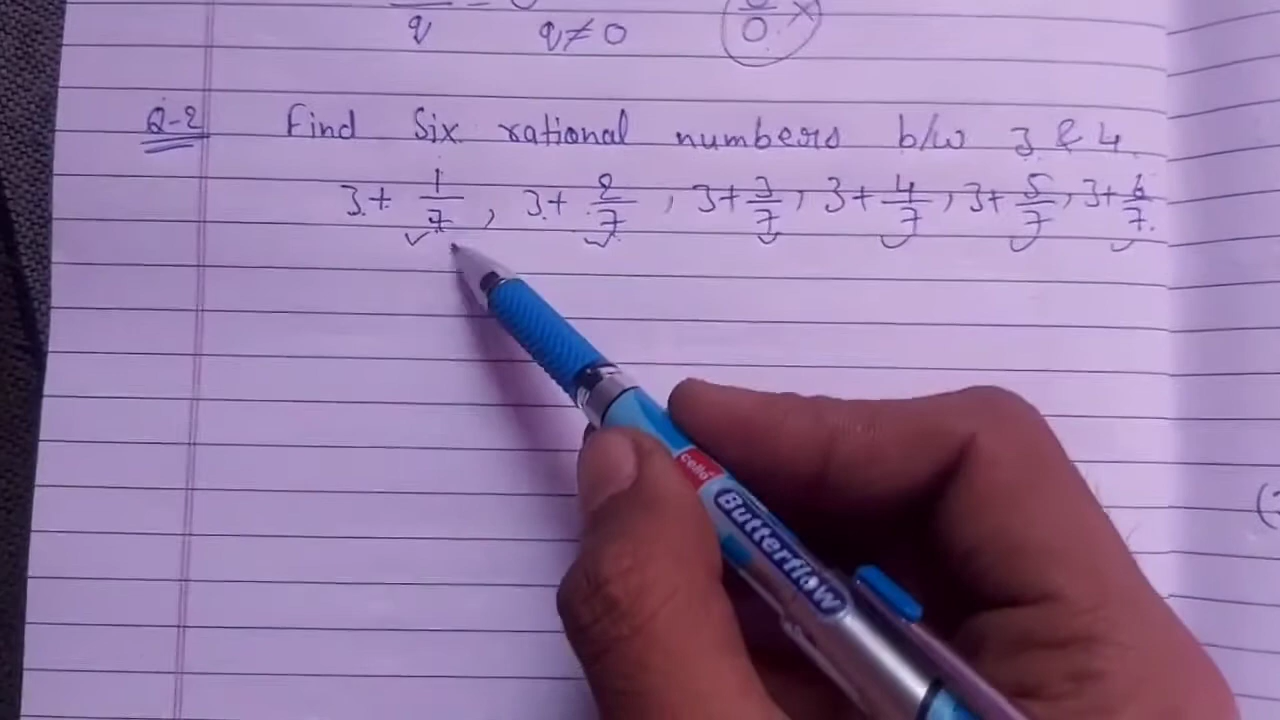 q q≠0 0 ×
Q-2 Find Six rational numbers b/w 3 & 4
3+ 1/7, 3+ 2/7, 3+ 3/7, 3+ 4/7, 3+ 5/7, 3+ 6/7.
cello
Butterflow